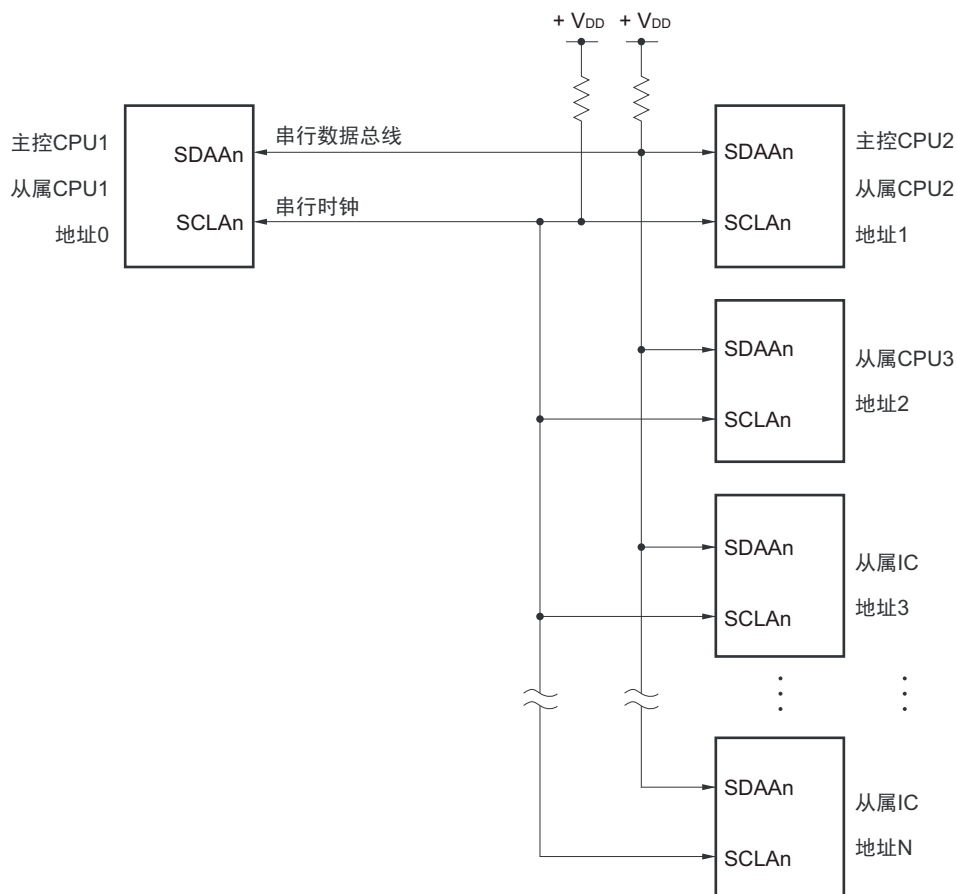 + VDD + VDD
主控CPU1
从属CPU1
地址0
SDAAn
SCLAn
串行数据总线
串行时钟
SDAAn
SCLAn
主控CPU2
从属CPU2
地址1
SDAAn
SCLAn
从属CPU3
地址2
SDAAn
SCLAn
从属IC
地址3
SDAAn
SCLAn
从属IC
地址N